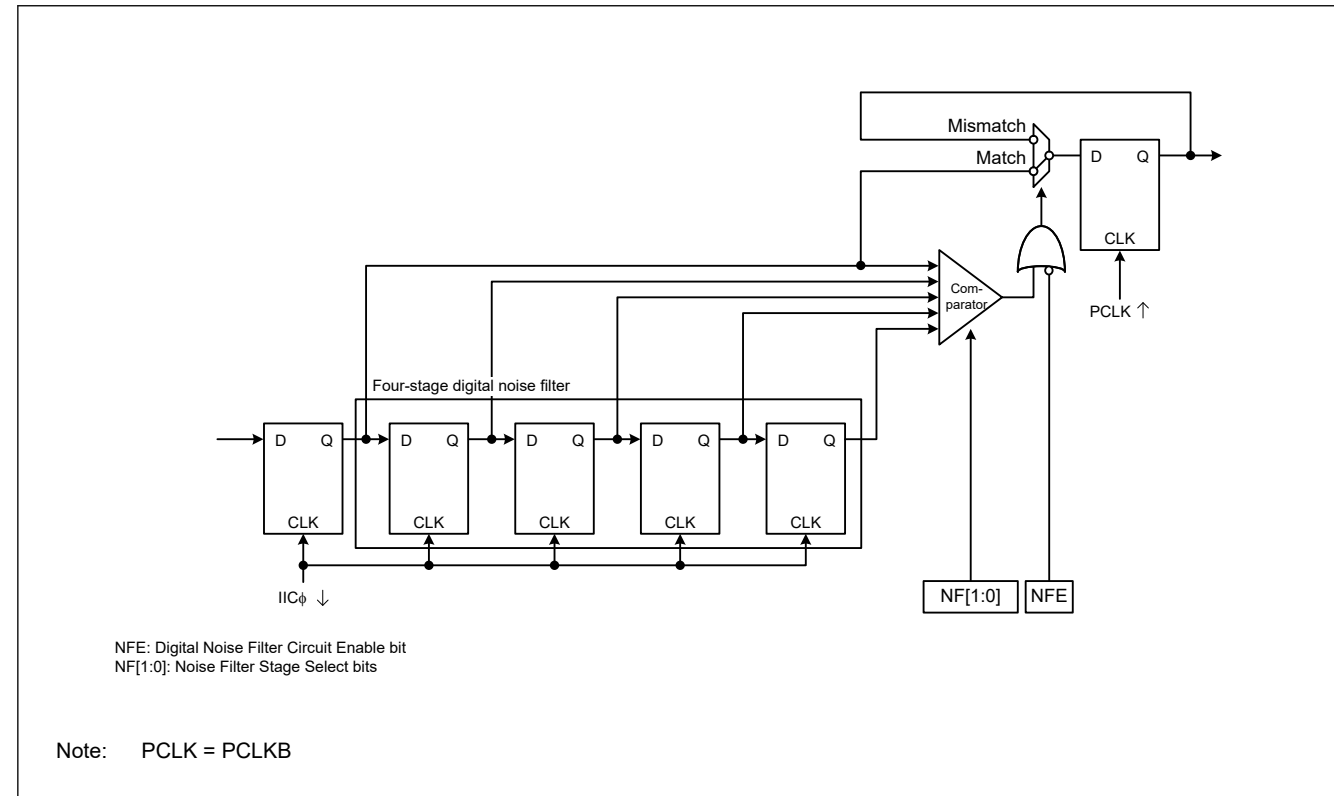 Mismatch
Match
D Q
CLK
PCLK ↑
Com-
parator
Four-stage digital noise filter
D Q
CLK
D Q
CLK
D Q
CLK
D Q
CLK
D Q
CLK
IICϕ ↓
NF[1:0]
NFE
NFE: Digital Noise Filter Circuit Enable bit
NF[1:0]: Noise Filter Stage Select bits
Note: PCLK = PCLKB